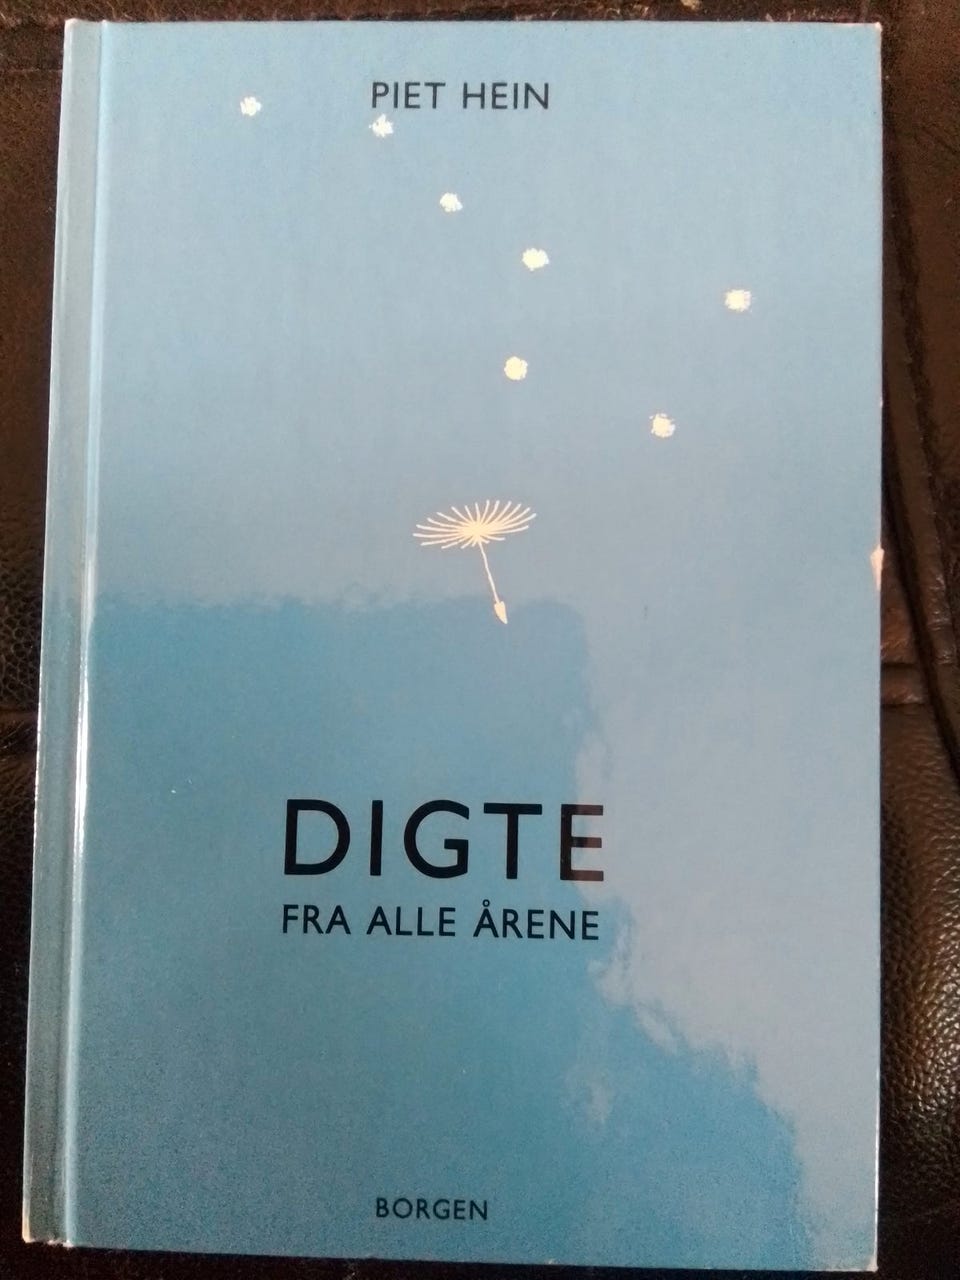 PIET HEIN
DIGTE
FRA ALLE ÅRENE
BORGEN